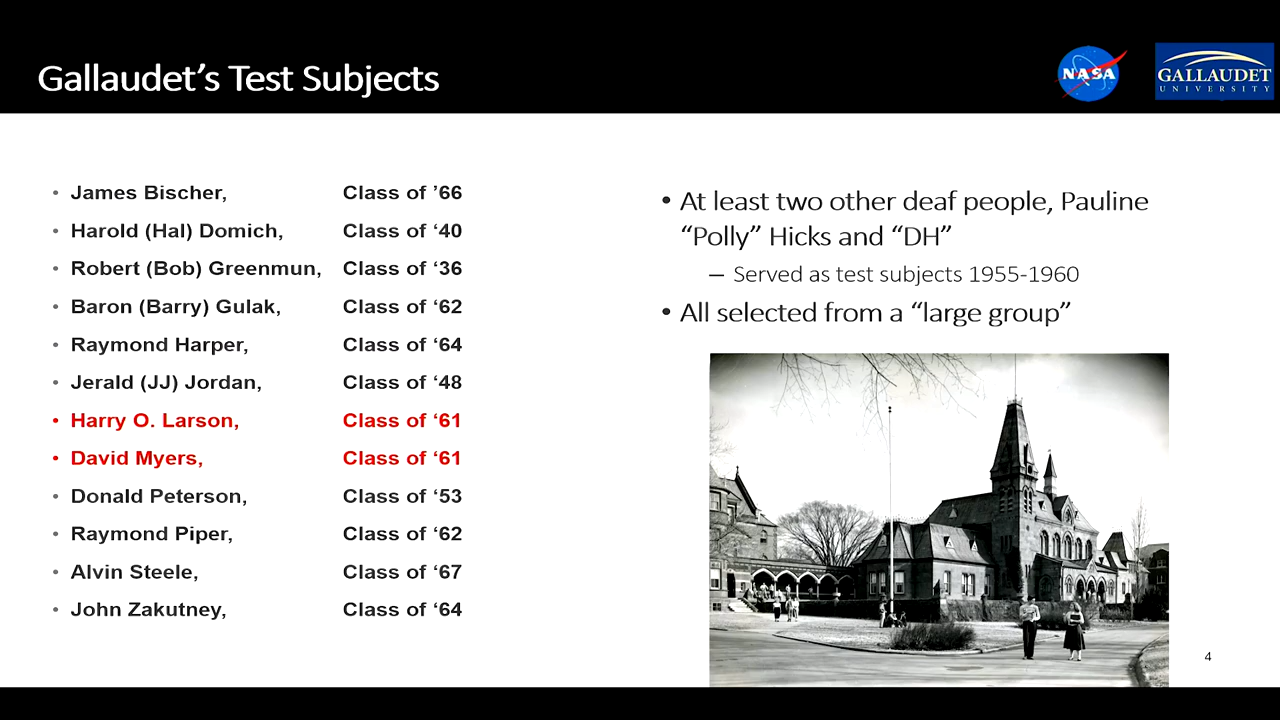 Gallaudet’s Test Subjects
NASA
GALLAUDET
UNIVERSITY
• James Bischer, Class of ’66
• Harold (Hal) Domich, Class of ‘40
• Robert (Bob) Greenmun, Class of ‘36
• Baron (Barry) Gulak, Class of ‘62
• Raymond Harper, Class of ‘64
• Jerald (JJ) Jordan, Class of ‘48
• Harry O. Larson, Class of ‘61
• David Myers, Class of ‘61
• Donald Peterson, Class of ‘53
• Raymond Piper, Class of ‘62
• Alvin Steele, Class of ‘67
• John Zakutney, Class of ‘64
• At least two other deaf people, Pauline
“Polly” Hicks and “DH”
– Served as test subjects 1955-1960
• All selected from a “large group”
4